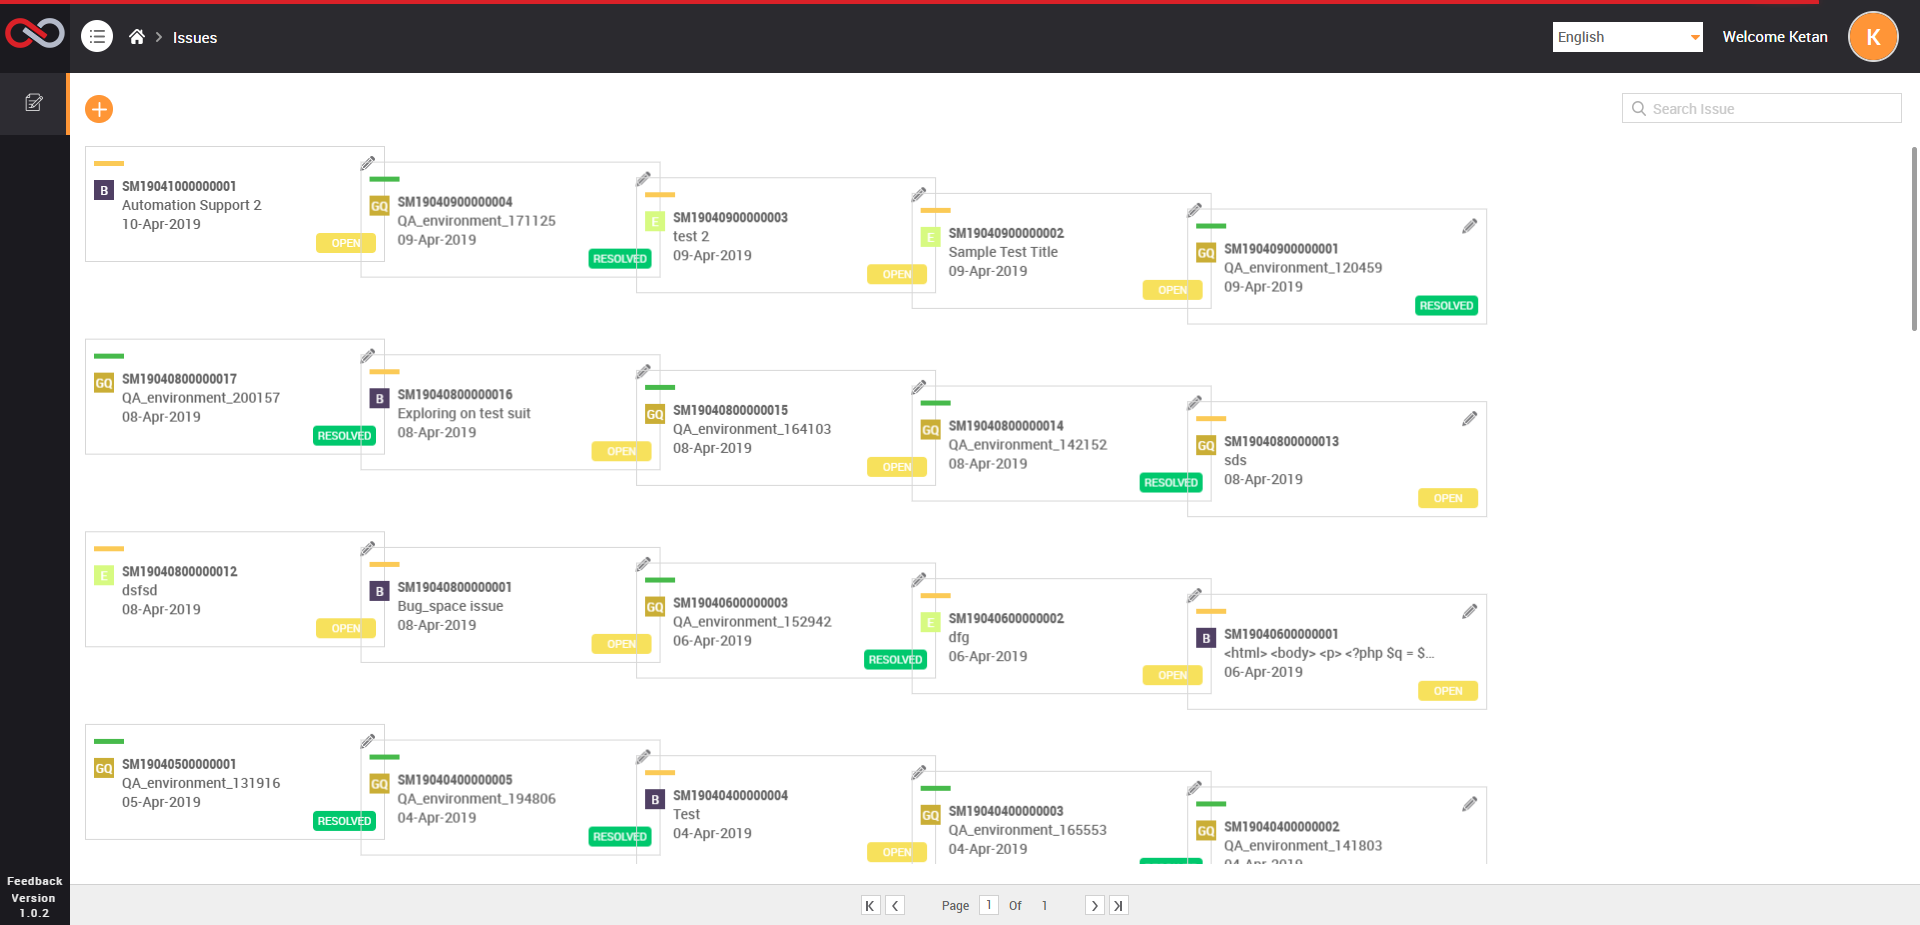 Issues
English
Welcome Ketan
K
Search Issue
B
SM19041000000001
Automation Support 2
10-Apr-2019
OPEN
GQ
SM19040900000004
QA_environment_171125
09-Apr-2019
RESOLVED
E
SM19040900000003
test 2
09-Apr-2019
OPEN
E
SM19040900000002
Sample Test Title
09-Apr-2019
OPEN
GQ
SM19040900000001
QA_environment_120459
09-Apr-2019
RESOLVED
GQ
SM19040800000017
QA_environment_200157
08-Apr-2019
RESOLVED
B
SM19040800000016
Exploring on test suit
08-Apr-2019
OPEN
GQ
SM19040800000015
QA_environment_164103
08-Apr-2019
OPEN
GQ
SM19040800000014
QA_environment_142152
08-Apr-2019
RESOLVED
GQ
SM19040800000013
sds
08-Apr-2019
OPEN
E
SM19040800000012
dsfsd
08-Apr-2019
OPEN
B
SM19040800000001
Bug_space issue
08-Apr-2019
OPEN
GQ
SM19040600000003
QA_environment_152942
06-Apr-2019
RESOLVED
E
SM19040600000002
dfg
06-Apr-2019
OPEN
B
SM19040600000001
<html> <body> <p> <?php $q = $...
06-Apr-2019
OPEN
GQ
SM19040500000001
QA_environment_131916
05-Apr-2019
RESOLVED
GQ
SM19040400000005
QA_environment_194806
04-Apr-2019
RESOLVED
B
SM19040400000004
Test
04-Apr-2019
OPEN
GQ
SM19040400000003
QA_environment_165553
04-Apr-2019
GQ
SM19040400000002
QA_environment_141803
04-Apr-2019
Feedback
Version
1.0.2
Page 1 Of 1